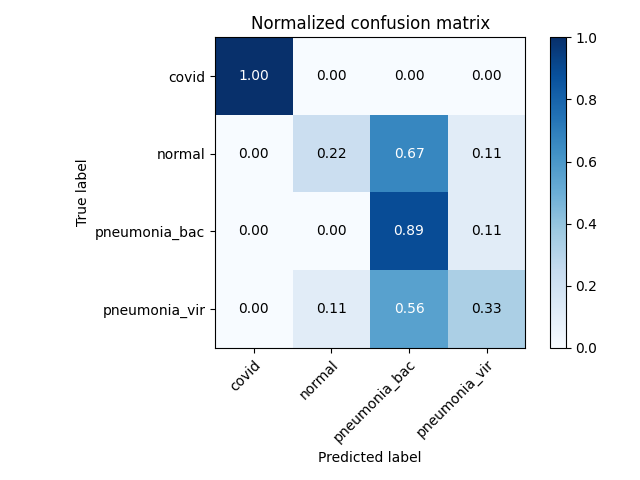 Normalized confusion matrix
True label
covid 1.00 0.00 0.00 0.00
normal 0.00 0.22 0.67 0.11
pneumonia_bac 0.00 0.00 0.89 0.11
pneumonia_vir 0.00 0.11 0.56 0.33
covid normal pneumonia_bac pneumonia_vir
Predicted label
1.0
0.8
0.6
0.4
0.2
0.0